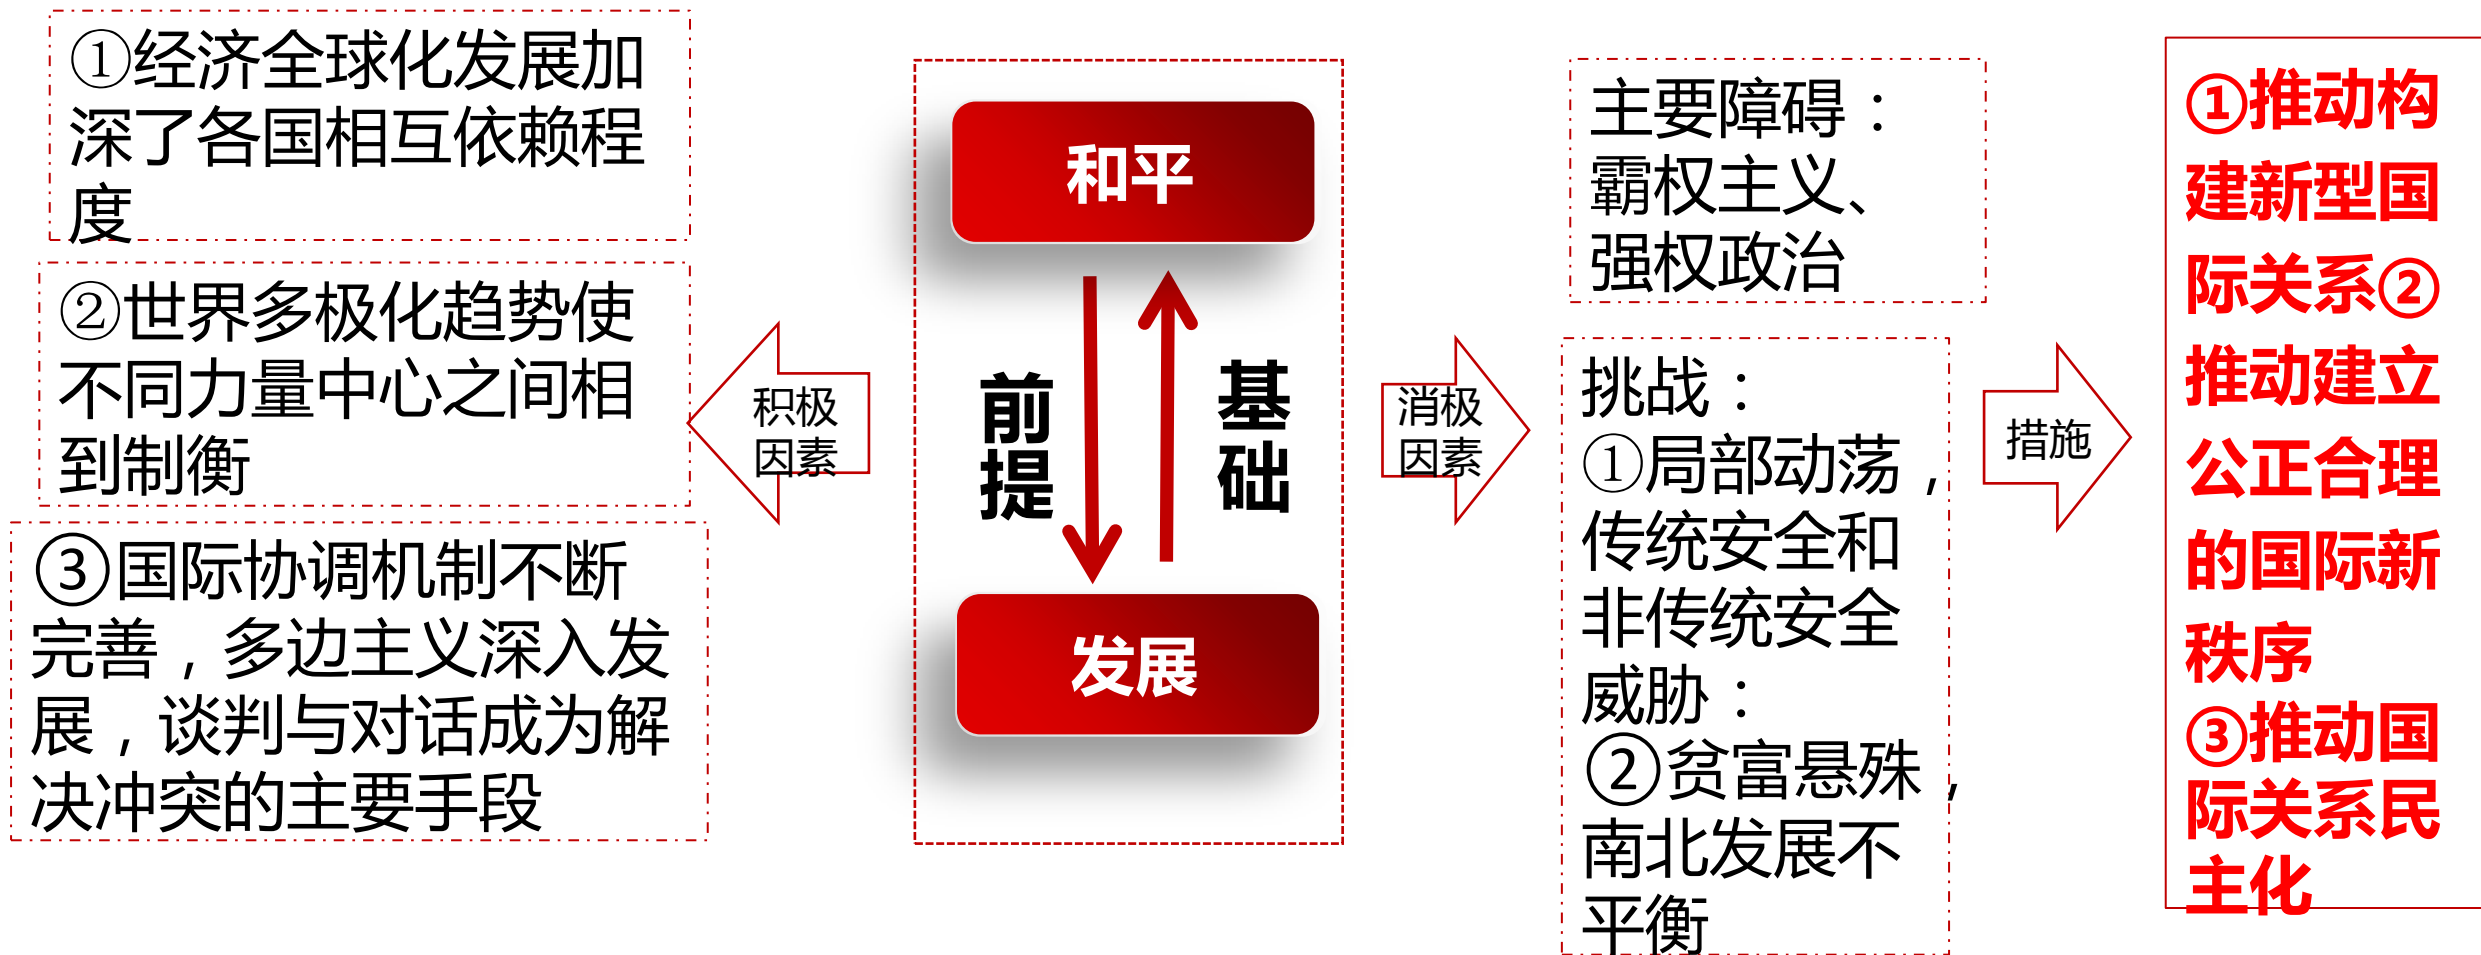 ①经济全球化发展加
深了各国相互依赖程
度
②世界多极化趋势使
不同力量中心之间相
到制衡
③国际协调机制不断
完善，多边主义深入发
展，谈判与对话成为解
决冲突的主要手段
积极
因素
和平
前提
基础
发展
消极
因素
主要障碍：
霸权主义、
强权政治
挑战：
①局部动荡，
传统安全和
非传统安全
威胁：
②贫富悬殊，
南北发展不
平衡
措施
①推动构
建新型国
际关系②
推动建立
公正合理
的国际新
秩序
③推动国
际关系民
主化